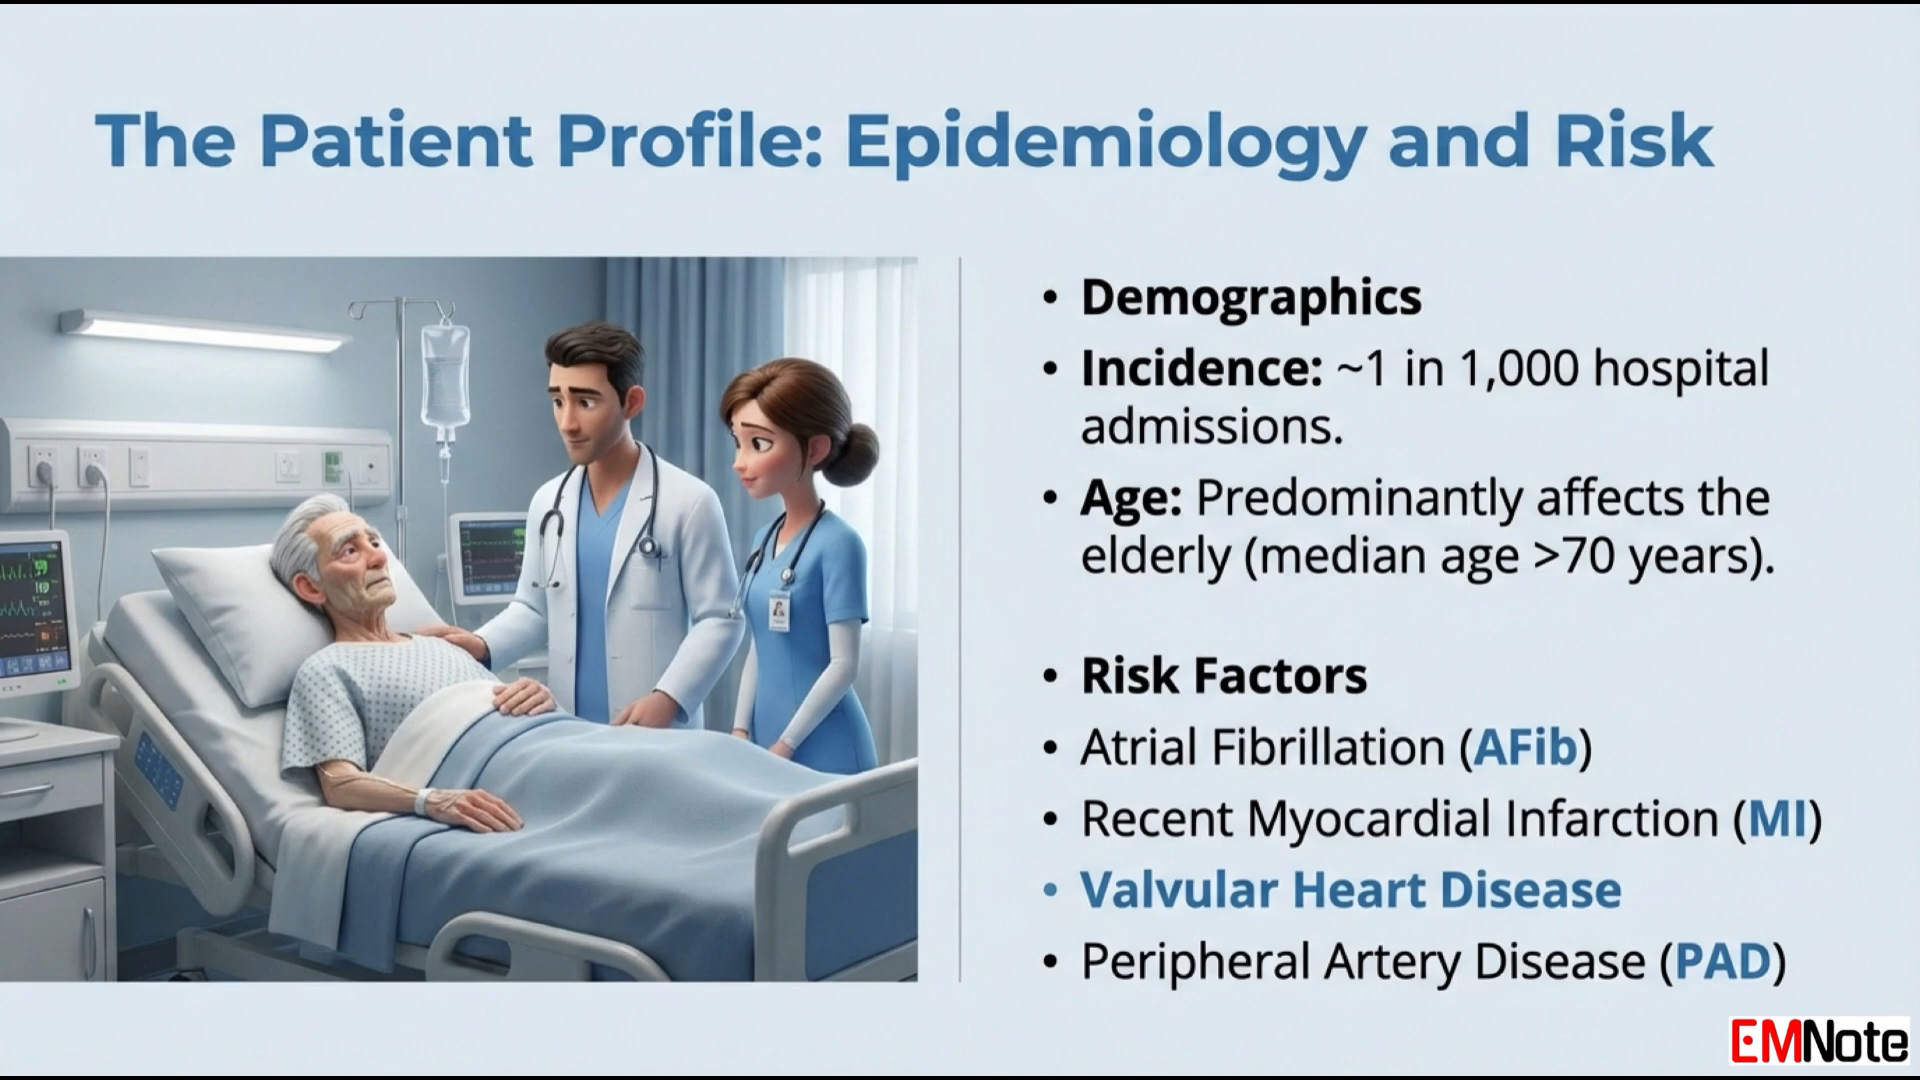 The Patient Profile: Epidemiology and Risk
• Demographics
• Incidence: ~1 in 1,000 hospital
admissions.
• Age: Predominantly affects the
elderly (median age >70 years).
• Risk Factors
• Atrial Fibrillation (AFib)
• Recent Myocardial Infarction (MI)
• Valvular Heart Disease
• Peripheral Artery Disease (PAD)
EMNote